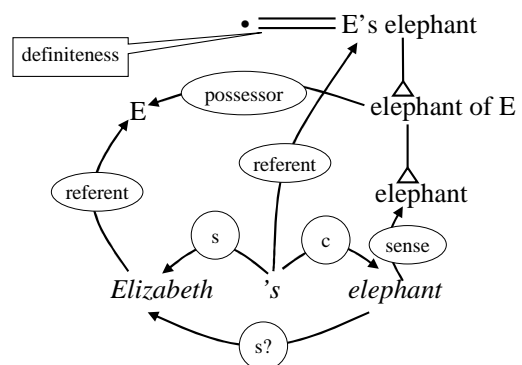 E's elephant
definiteness
possessor
E
elephant of E
referent
referent
elephant
s
c
sense
Elizabeth 's elephant
s?